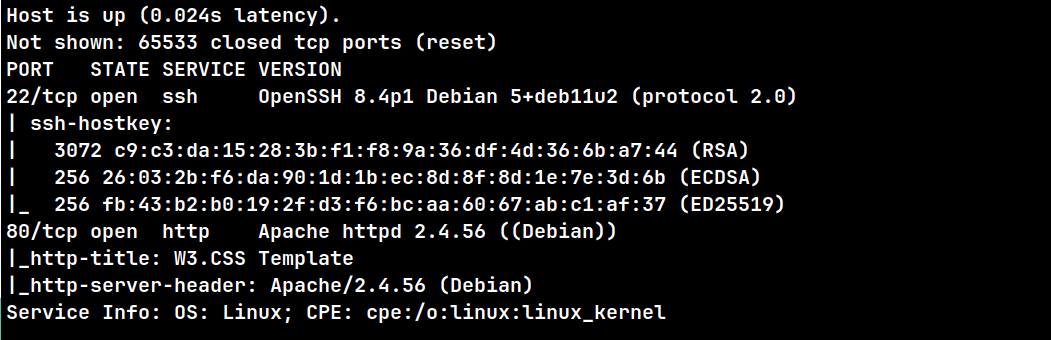 Host is up (0.024s latency).
Not shown: 65533 closed tcp ports (reset)
PORT   STATE SERVICE VERSION
22/tcp open  ssh     OpenSSH 8.4p1 Debian 5+deb11u2 (protocol 2.0)
| ssh-hostkey:
|   3072 c9:c3:da:15:28:3b:f1:f8:9a:36:df:4d:36:6b:a7:44 (RSA)
|   256 26:03:2b:f6:da:90:1d:1b:ec:8d:8f:8d:1e:7e:3d:6b (ECDSA)
|_  256 fb:43:b2:b0:19:2f:d3:f6:bc:aa:60:67:ab:c1:af:37 (ED25519)
80/tcp open  http    Apache httpd 2.4.56 ((Debian))
|_http-title: W3.CSS Template
|_http-server-header: Apache/2.4.56 (Debian)
Service Info: OS: Linux; CPE: cpe:/o:linux:linux_kernel